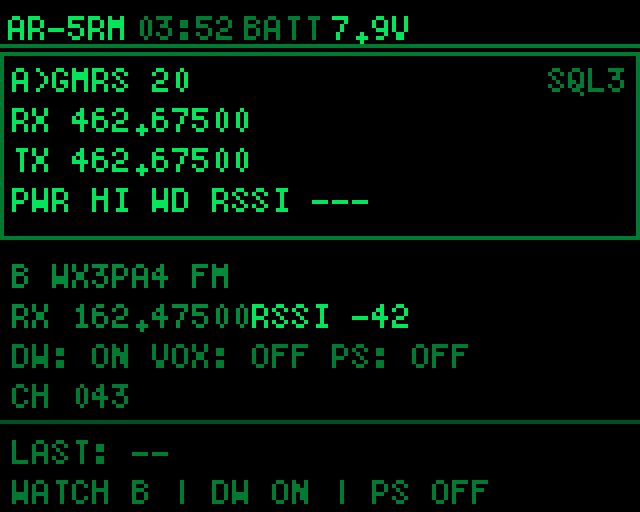 AR-5RM 03:52 BATT 7.9V
A>GMRS 20 SQL3
RX 462.67500
TX 462.67500
PWR HI WD RSSI ---
B WX3PA4 FM
RX 162.47500RSSI -42
DW: ON VOX: OFF PS: OFF
CH 043
LAST: --
WATCH B | DW ON | PS OFF